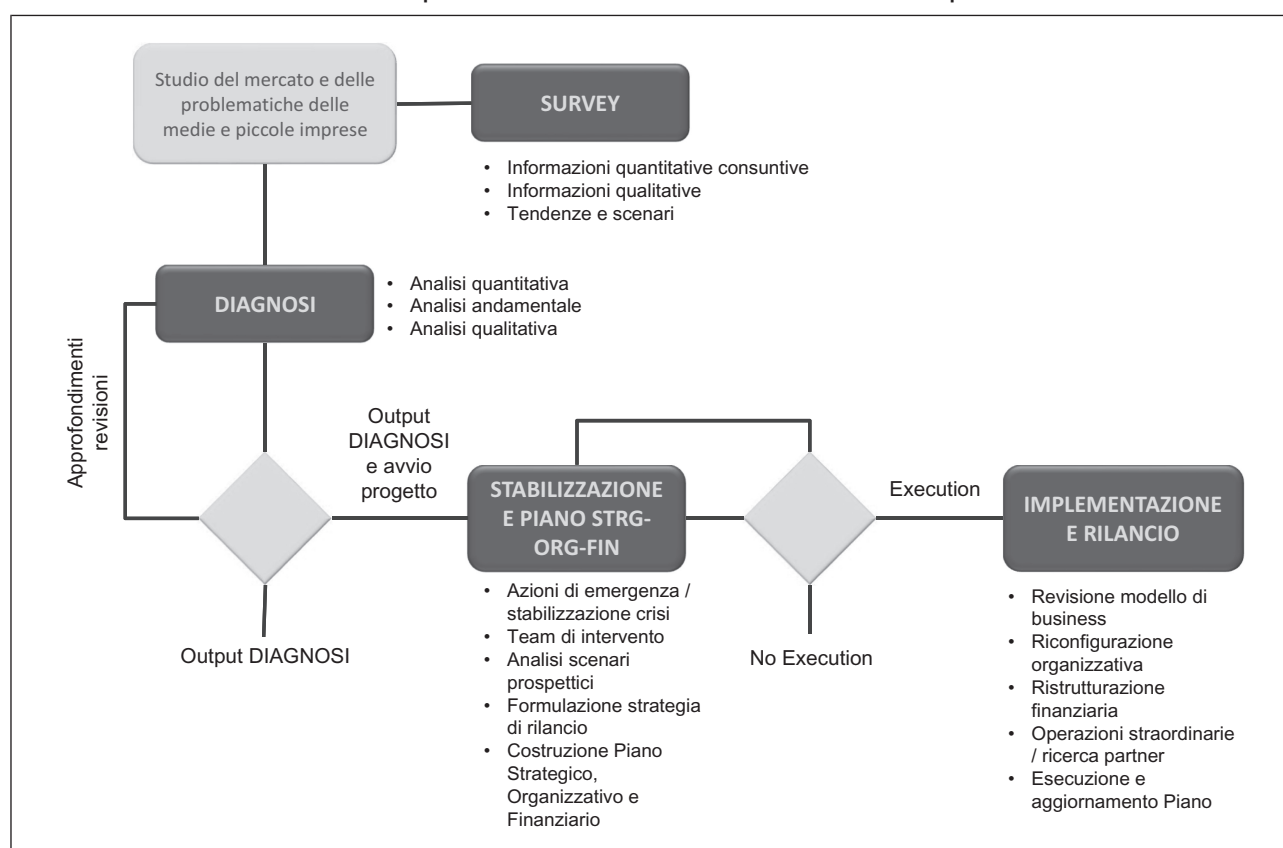 Studio del mercato e delle
problematiche delle
medie e piccole imprese
SURVEY
• Informazioni quantitative consuntive
• Informazioni qualitative
• Tendenze e scenari
DIAGNOSI
• Analisi quantitativa
• Analisi andamentale
• Analisi qualitativa
Approfondimenti
revisioni
Output
DIAGNOSI
e avvio
progetto
Output DIAGNOSI
STABILIZZAZIONE
E PIANO STRG-
ORG-FIN
• Azioni di emergenza /
stabilizzazione crisi
• Team di intervento
• Analisi scenari
prospettici
• Formulazione strategia
di rilancio
• Costruzione Piano
Strategico,
Organizzativo e
Finanziario
No Execution
Execution
IMPLEMENTAZIONE
E RILANCIO
• Revisione modello di
business
• Riconfigurazione
organizzativa
• Ristrutturazione
finanziaria
• Operazioni straordinarie
/ ricerca partner
• Esecuzione e
aggiornamento Piano